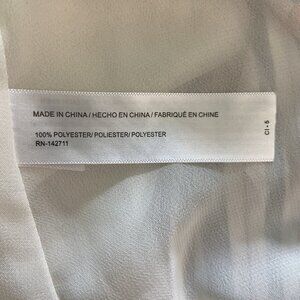 MADE IN CHINA / HECHO EN CHINA / FABRIQUÉ EN CHINE
100% POLYESTER/ POLIESTER/ POLYESTER
RN-142711
CI - 5